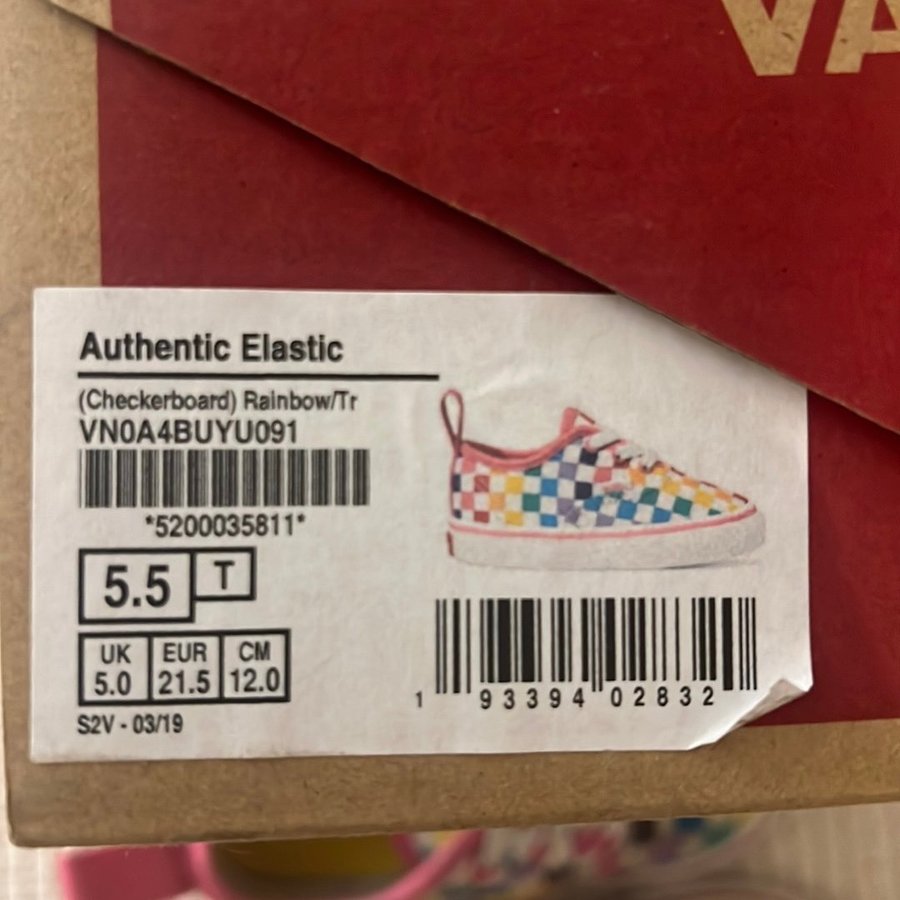 VA
Authentic Elastic
(Checkerboard) Rainbow/Tr
VN0A4BUYU091
*5200035811*
5.5 T
UK EUR CM
5.0 21.5 12.0
S2V - 03/19
1 93394 02832